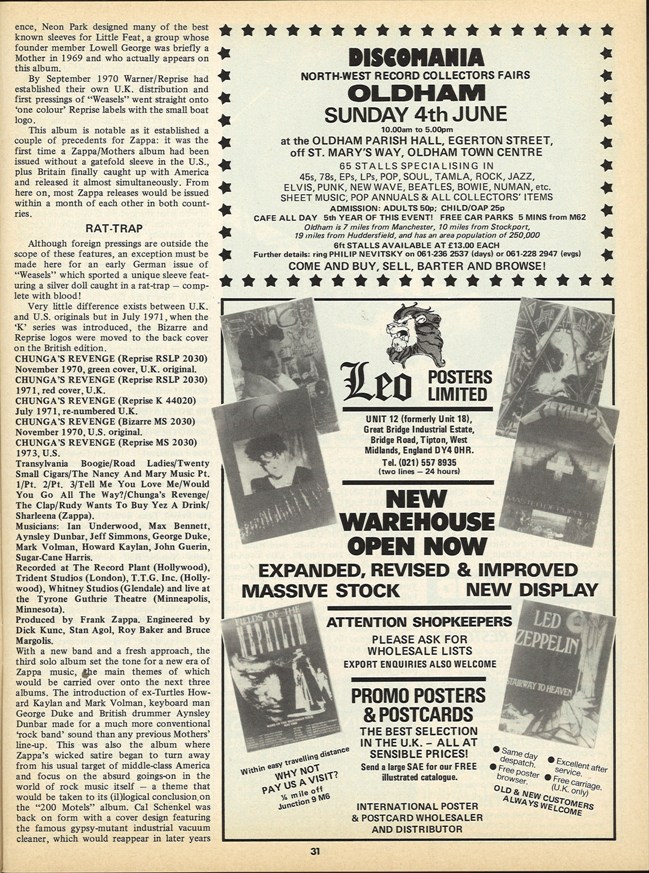 ence, Neon Park designed many of the best
known sleeves for Little Feat, a group whose
founder member Lowell George was briefly a
Mother in 1969 and who actually appears on
this album.
By September 1970 Warner/Reprise had
established their own U.K. distribution and
first pressings of "Weasels" went straight onto
'one colour' Reprise labels with the small boat
logo.
This album is notable as it established a
couple of precedents for Zappa: it was the
first time a Zappa/Mothers album had been
issued without a gatefold sleeve in the U.S.,
plus Britain finally caught up with America
and released it almost simultaneously. From
here on, most Zappa releases would be issued
within a month of each other in both count-
ries.
RAT-TRAP
Although foreign pressings are outside the
scope of these features, an exception must be
made here for an early German issue of
"Weasels" which sported a unique sleeve feat-
uring a silver doll caught in a rat-trap — com-
plete with blood!
Very little difference exists between U.K.
and U.S. originals but in July 1971, when the
'K' series was introduced, the Bizarre and
Reprise logos were moved to the back cover
on the British edition.
CHUNGA'S REVENGE (Reprise RSLP 2030)
November 1970, green cover, U.K. original.
CHUNGA'S REVENGE (Reprise RSLP 2030)
1971, red cover, U.K.
CHUNGA'S REVENGE (Reprise K 44020)
July 1971, re-numbered U.K.
CHUNGA'S REVENGE (Bizarre MS 2030)
November 1970, U.S. original.
CHUNGA'S REVENGE (Reprise MS 2030)
1973, U.S.
Transylvania Boogie/Road Ladies/Twenty
Small Cigars/The Nancy And Mary Music Pt.
1/Pt. 2/Pt. 3/Tell Me You Love Me/Would
You Go All The Way?/Chunga's Revenge/
The Clap/Rudy Wants To Buy Yez A Drink/
Sharleena (Zappa).
Musicians: Ian Underwood, Max Bennett,
Aynsley Dunbar, Jeff Simmons, George Duke,
Mark Volman, Howard Kaylan, John Guerin,
Sugar-Cane Harris.
Recorded at The Record Plant (Hollywood),
Trident Studios (London), T.T.G. Inc. (Holly-
wood), Whitney Studios (Glendale) and live at
the Tyrone Guthrie Theatre (Minneapolis,
Minnesota).
Produced by Frank Zappa. Engineered by
Dick Kunc, Stan Agol, Roy Baker and Bruce
Margolis.
With a new band and a fresh approach, the
third solo album set the tone for a new era of
Zappa music, the main themes of which
would be carried over onto the next three
albums. The introduction of ex-Turtles How-
ard Kaylan and Mark Volman, keyboard man
George Duke and British drummer Aynsley
Dunbar made for a much more conventional
'rock band' sound than any previous Mothers'
line-up. This was also the album where
Zappa's wicked satire began to turn away
from his usual target of middle-class America
and focus on the absurd goings-on in the
world of rock music itself — a theme that
would be taken to its (il)logical conclusion on
the "200 Motels" album. Cal Schenkel was
back on form with a cover design featuring
the famous gypsy-mutant industrial vacuum
cleaner, which would reappear in later years
DISCOMANIA
NORTH-WEST RECORD COLLECTORS FAIRS
OLDHAM
SUNDAY 4th JUNE
10.00am to 5.00pm
at the OLDHAM PARISH HALL, EGERTON STREET,
off ST. MARY'S WAY, OLDHAM TOWN CENTRE
65 STALLS SPECIALISING IN
45s, 78s, EPs, LPs, POP, SOUL, TAMLA, ROCK, JAZZ,
ELVIS, PUNK, NEW WAVE, BEATLES, BOWIE, NUMAN, etc.
SHEET MUSIC, POP ANNUALS & ALL COLLECTORS' ITEMS
ADMISSION: ADULTS 50p; CHILD/OAP 25p
CAFE ALL DAY 5th YEAR OF THIS EVENT! FREE CAR PARKS 5 MINS from M62
Oldham is 7 miles from Manchester, 10 miles from Stockport,
19 miles from Huddersfield, and has an area population of 250,000
6ft STALLS AVAILABLE AT £13.00 EACH
Further details: ring PHILIP NEVITSKY on 061-236 2537 (days) or 061-228 2947 (evgs)
COME AND BUY, SELL, BARTER AND BROWSE!
Leo POSTERS
LIMITED
UNIT 12 (formerly Unit 18),
Great Bridge Industrial Estate,
Bridge Road, Tipton, West
Midlands, England DY4 0HR.
Tel. (021) 557 8935
(two lines — 24 hours)
METALLICA
MASTER OF PUPPETS
NEW
WAREHOUSE
OPEN NOW
EXPANDED, REVISED & IMPROVED
MASSIVE STOCK NEW DISPLAY
FIELDS OF THE
NEPHILIM
ATTENTION SHOPKEEPERS
PLEASE ASK FOR
WHOLESALE LISTS
EXPORT ENQUIRIES ALSO WELCOME
LED
ZEPPELIN
STAIRWAY TO HEAVEN
PROMO POSTERS
& POSTCARDS
THE BEST SELECTION
IN THE U.K. – ALL AT
SENSIBLE PRICES!
Send a large SAE for our FREE
illustrated catalogue.
Within easy travelling distance
WHY NOT
PAY US A VISIT?
¼ mile off
Junction 9 M6
● Same day
despatch.
● Free poster
browser.
● Excellent after
service.
● Free carriage.
(U.K. only)
OLD & NEW CUSTOMERS
ALWAYS WELCOME
INTERNATIONAL POSTER
& POSTCARD WHOLESALER
AND DISTRIBUTOR
31